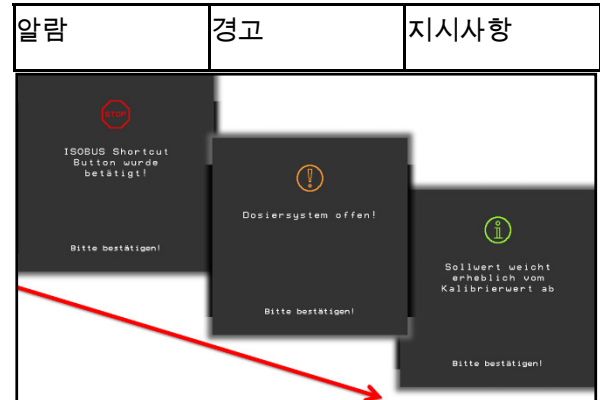 알람
경고
지시사항
STOP
ISOBUS Shortcut
Button wurde
betätigt!
Bitte bestätigen!
Dosiersystem offen!
Bitte bestätigen!
Sollwert weicht
erheblich vom
Kalibrierwert ab
Bitte bestätigen!